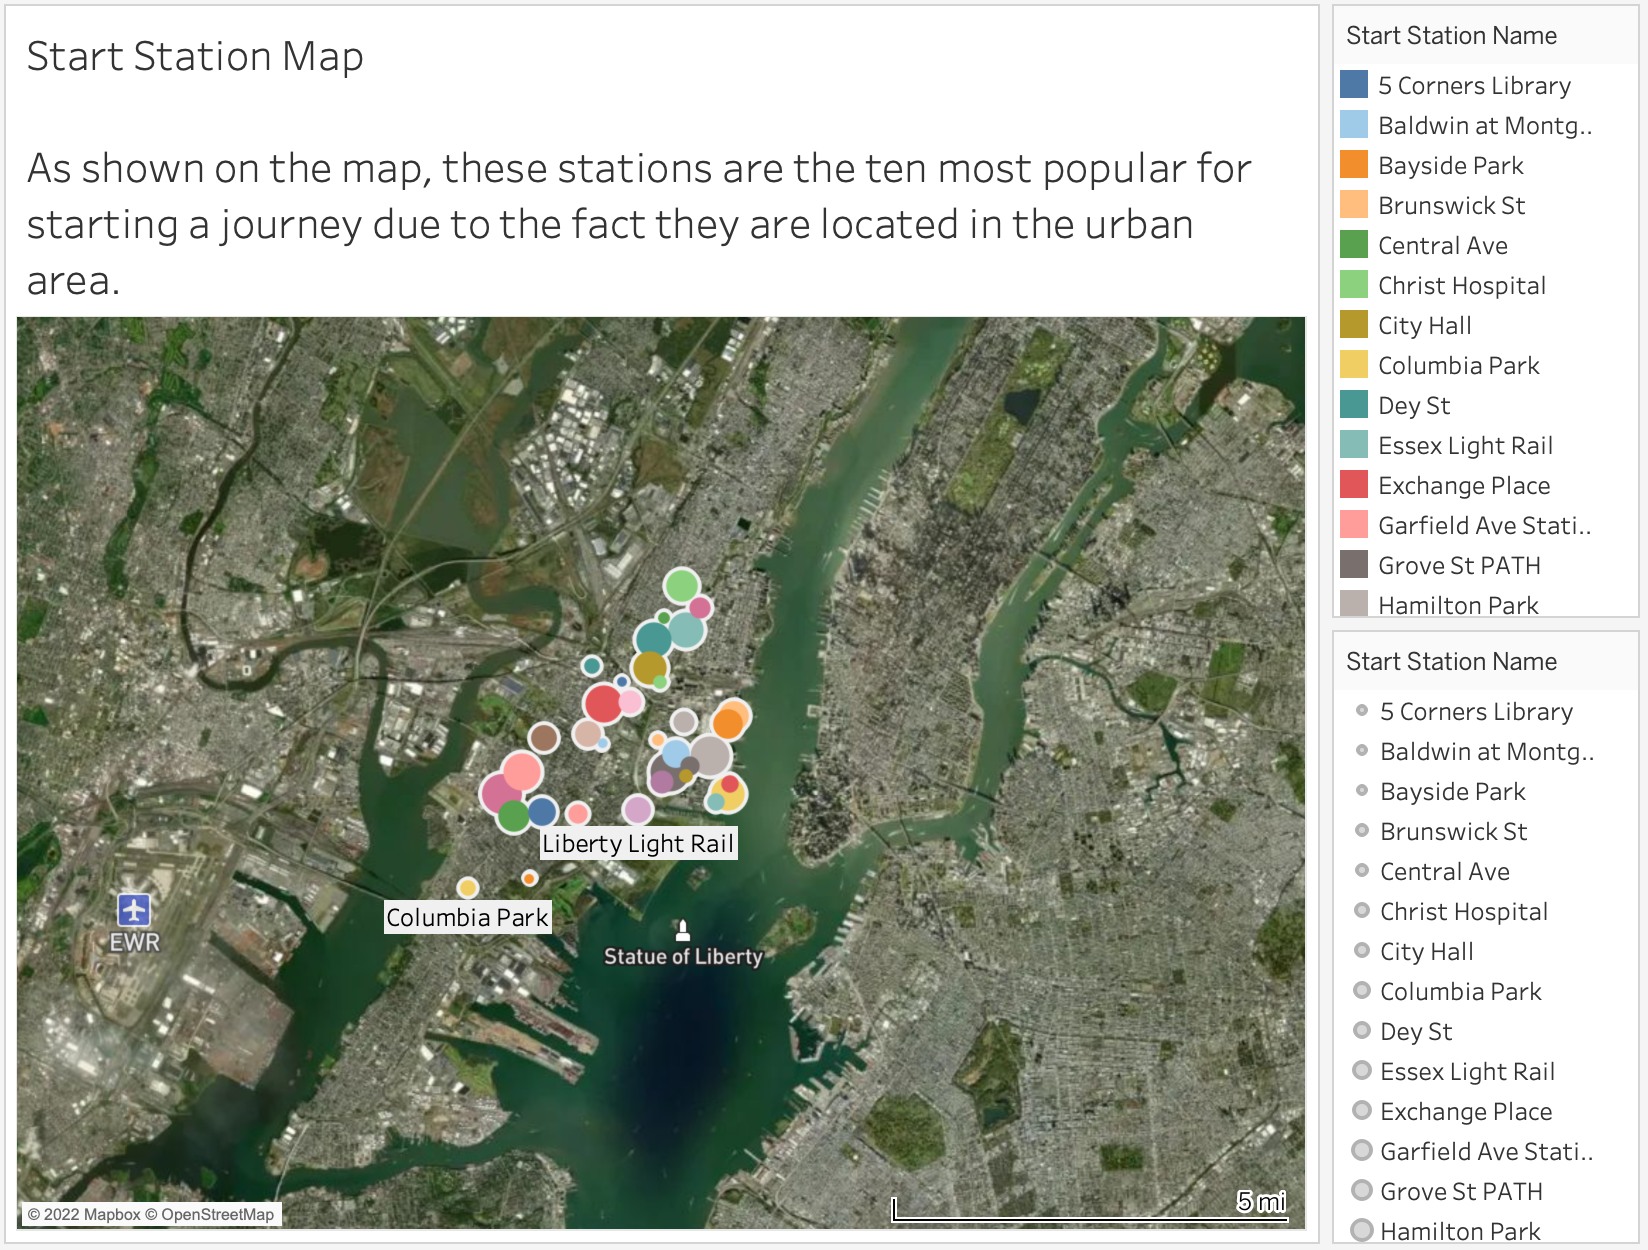 Start Station Map
As shown on the map, these stations are the ten most popular for
starting a journey due to the fact they are located in the urban
area.
Liberty Light Rail
Columbia Park
EWR
Statue of Liberty
5 mi
© 2022 Mapbox © OpenStreetMap
Start Station Name
5 Corners Library
Baldwin at Montg..
Bayside Park
Brunswick St
Central Ave
Christ Hospital
City Hall
Columbia Park
Dey St
Essex Light Rail
Exchange Place
Garfield Ave Stati..
Grove St PATH
Hamilton Park
Start Station Name
5 Corners Library
Baldwin at Montg..
Bayside Park
Brunswick St
Central Ave
Christ Hospital
City Hall
Columbia Park
Dey St
Essex Light Rail
Exchange Place
Garfield Ave Stati..
Grove St PATH
Hamilton Park